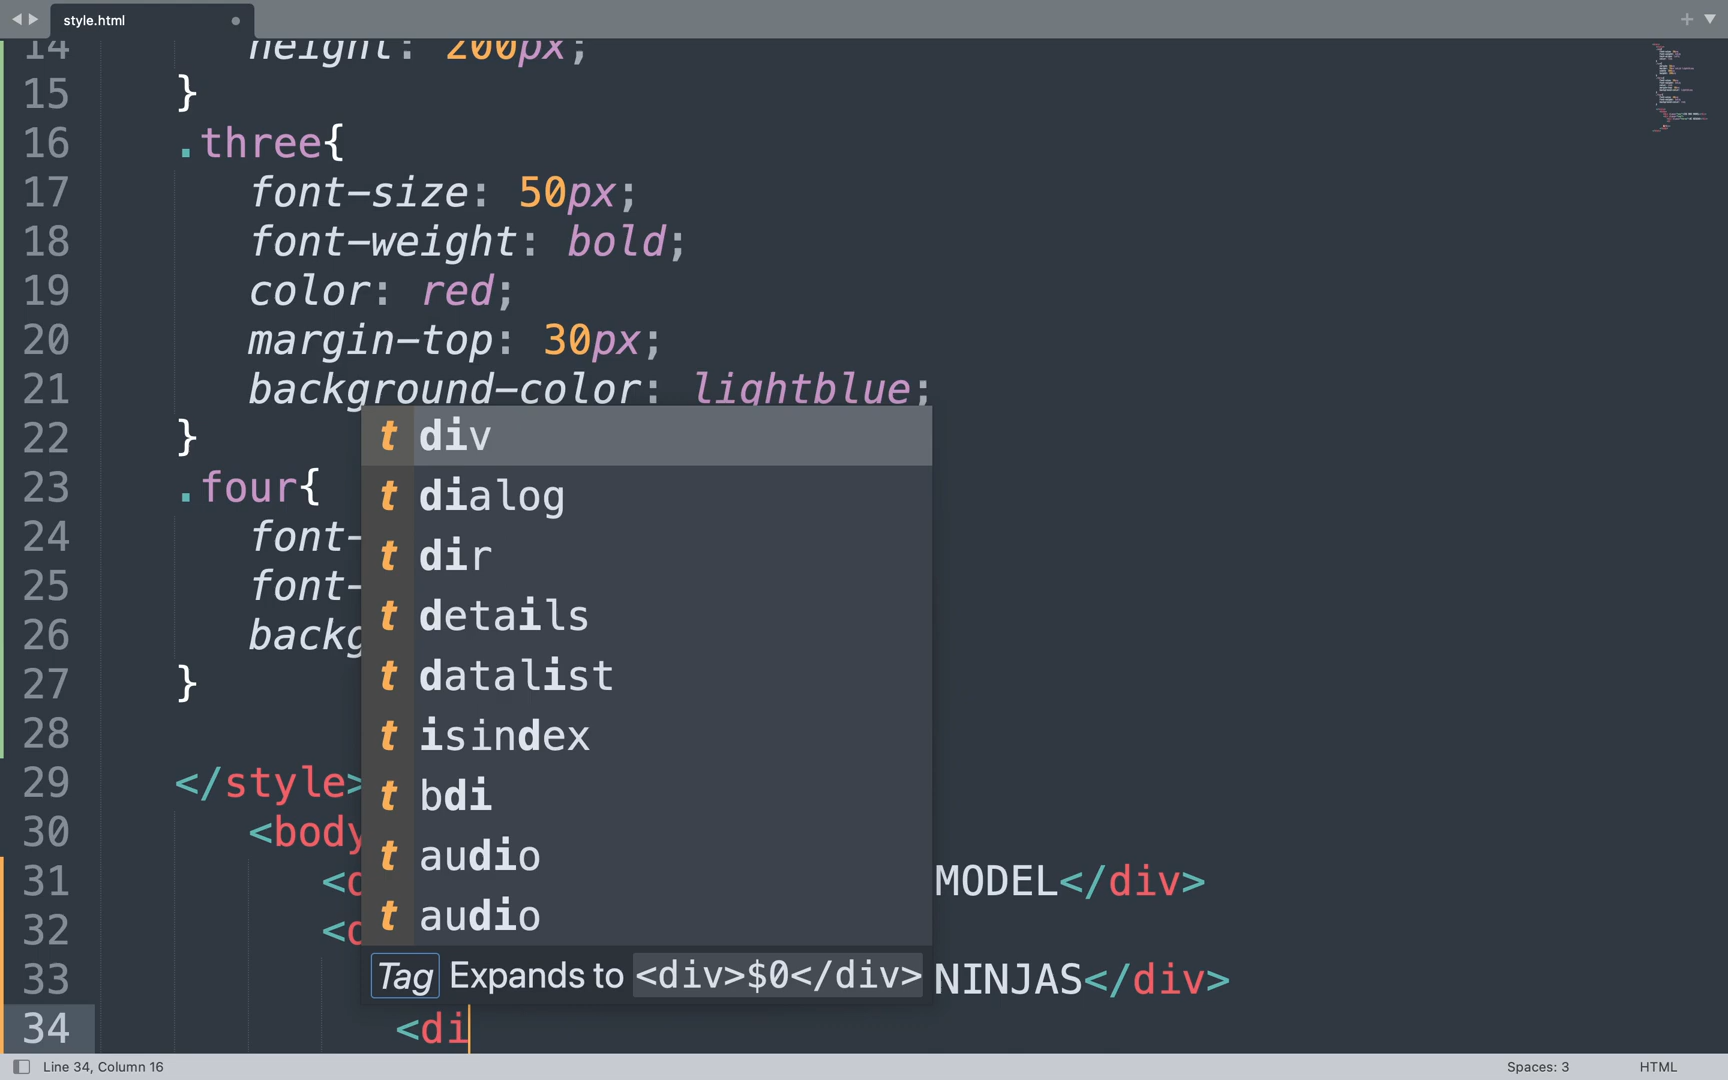 style.html
14 height: 200px;
15 }
16 .three{
17 font-size: 50px;
18 font-weight: bold;
19 color: red;
20 margin-top: 30px;
21 background-color: lightblue;
22 }
23 .four{
24 font-
25 font-
26 backg
27 }
28
29 </style>
30 <body
31 <d MODEL</div>
32 <d
33 NINJAS</div>
34 <di
t div
t dialog
t dir
t details
t datalist
t isindex
t bdi
t audio
t audio
Tag Expands to <div>$0</div>
Line 34, Column 16
Spaces: 3
HTML